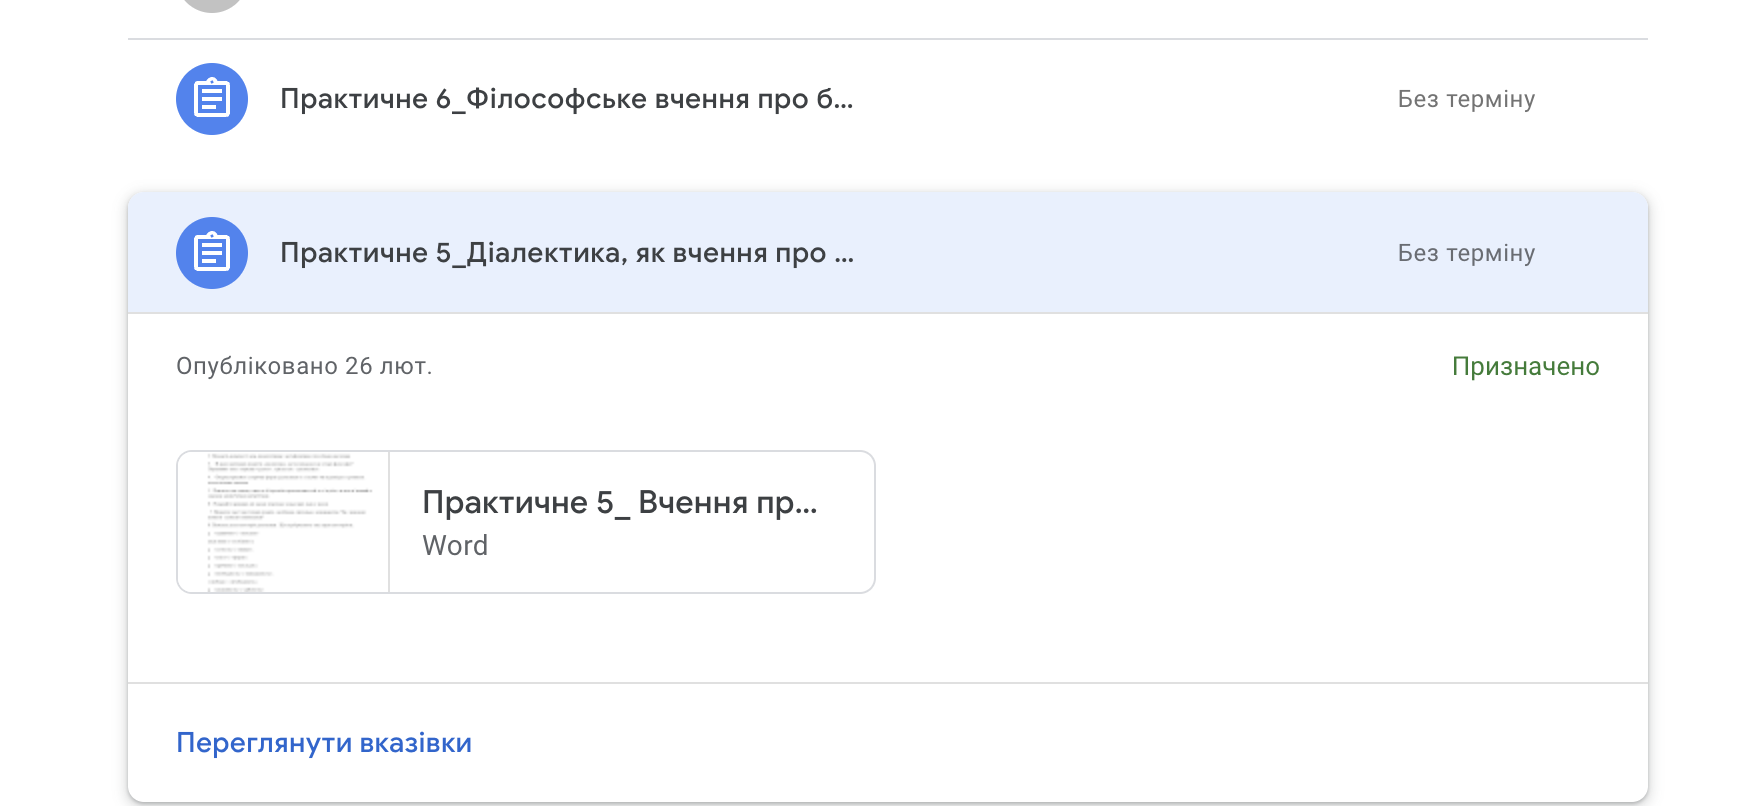 Практичне 6_Філософське вчення про б...
Без терміну
Практичне 5_Діалектика, як вчення про ...
Без терміну
Опубліковано 26 лют.
Призначено
Практичне 5_ Вчення пр...
Word
Переглянути вказівки